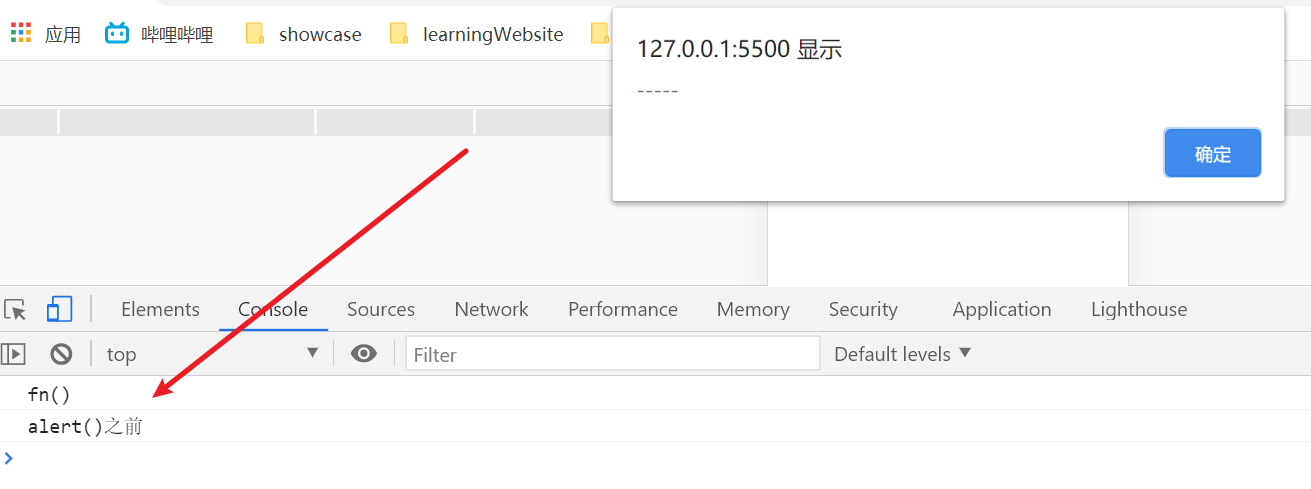 应用 哔哩哔哩 showcase learningWebsite
127.0.0.1:5500 显示
-----
确定
Elements Console Sources Network Performance Memory Security Application Lighthouse
top Filter Default levels
fn()
alert()之前